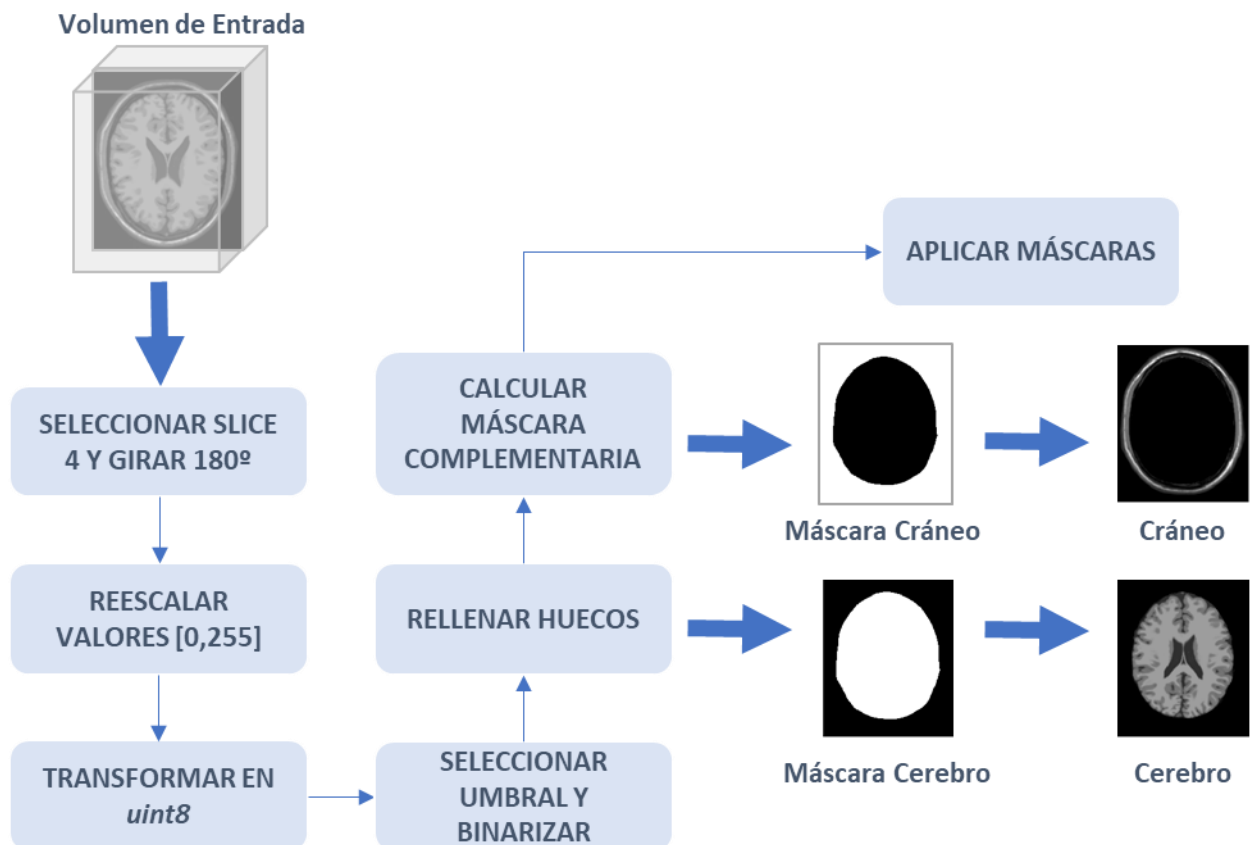 Volumen de Entrada
SELECCIONAR SLICE
4 Y GIRAR 180º
REESCALAR
VALORES [0,255]
TRANSFORMAR EN
uint8
SELECCIONAR
UMBRAL Y
BINARIZAR
RELLENAR HUECOS
CALCULAR
MÁSCARA
COMPLEMENTARIA
APLICAR MÁSCARAS
Máscara Cráneo
Cráneo
Máscara Cerebro
Cerebro